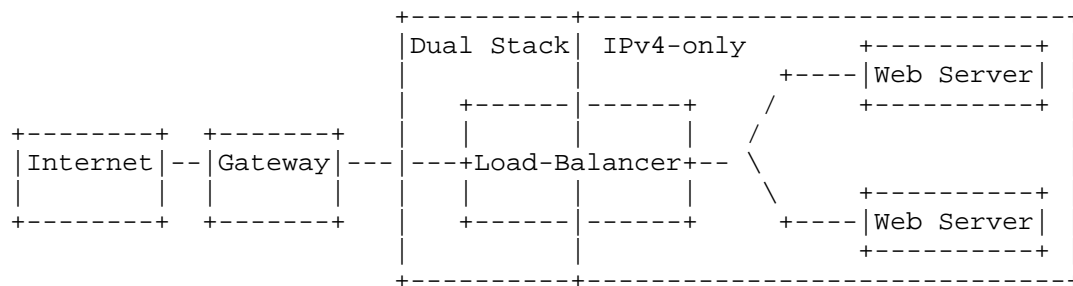 Dual Stack IPv4-only
Web Server
Internet Gateway Load-Balancer
Web Server